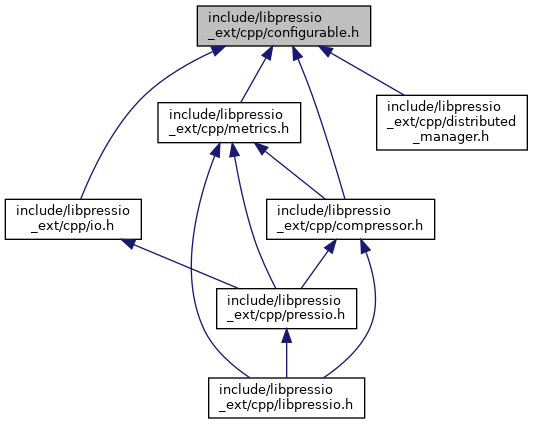 include/libpressio
_ext/cpp/configurable.h
include/libpressio
_ext/cpp/metrics.h
include/libpressio
_ext/cpp/distributed
_manager.h
include/libpressio
_ext/cpp/io.h
include/libpressio
_ext/cpp/compressor.h
include/libpressio
_ext/cpp/pressio.h
include/libpressio
_ext/cpp/libpressio.h